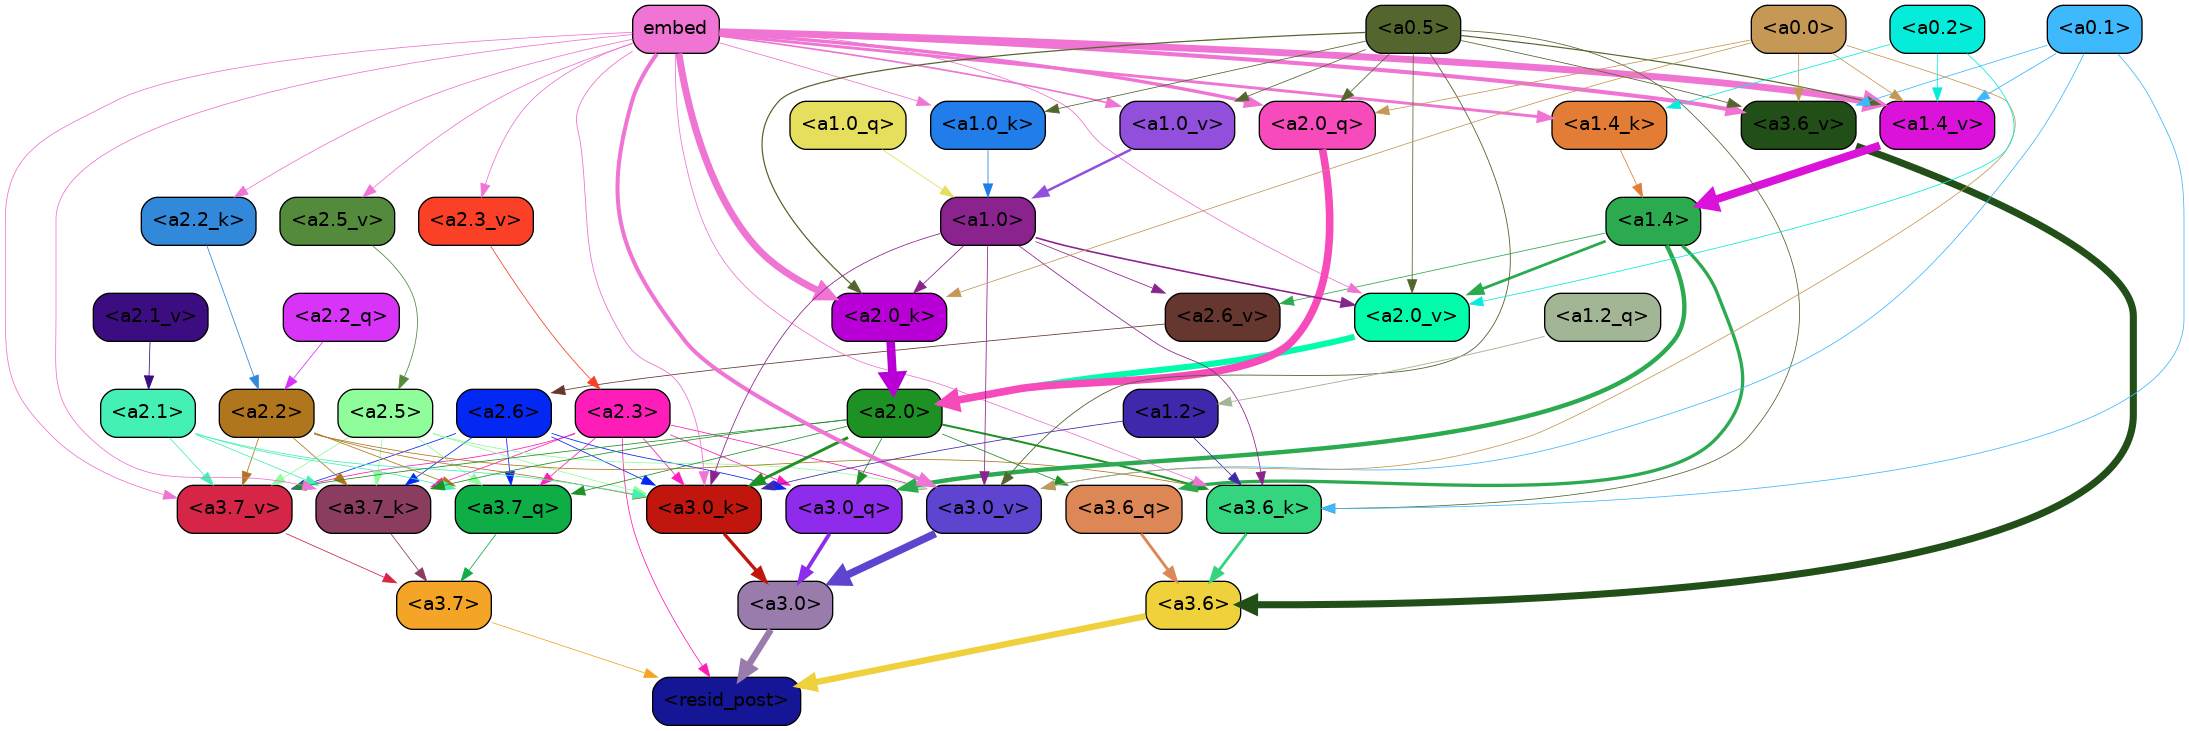 embed
<a0.5>
<a0.0>
<a0.2>
<a0.1>
<a1.0_q>
<a1.0_k>
<a1.0_v>
<a2.0_q>
<a1.4_k>
<a3.6_v>
<a1.4_v>
<a2.2_k>
<a2.5_v>
<a2.3_v>
<a1.0>
<a1.4>
<a2.1_v>
<a2.2_q>
<a2.0_k>
<a2.6_v>
<a2.0_v>
<a1.2_q>
<a2.1>
<a2.2>
<a2.5>
<a2.6>
<a2.3>
<a2.0>
<a1.2>
<a3.7_v>
<a3.7_k>
<a3.7_q>
<a3.0_k>
<a3.0_q>
<a3.0_v>
<a3.6_q>
<a3.6_k>
<a3.7>
<a3.0>
<a3.6>
<resid_post>